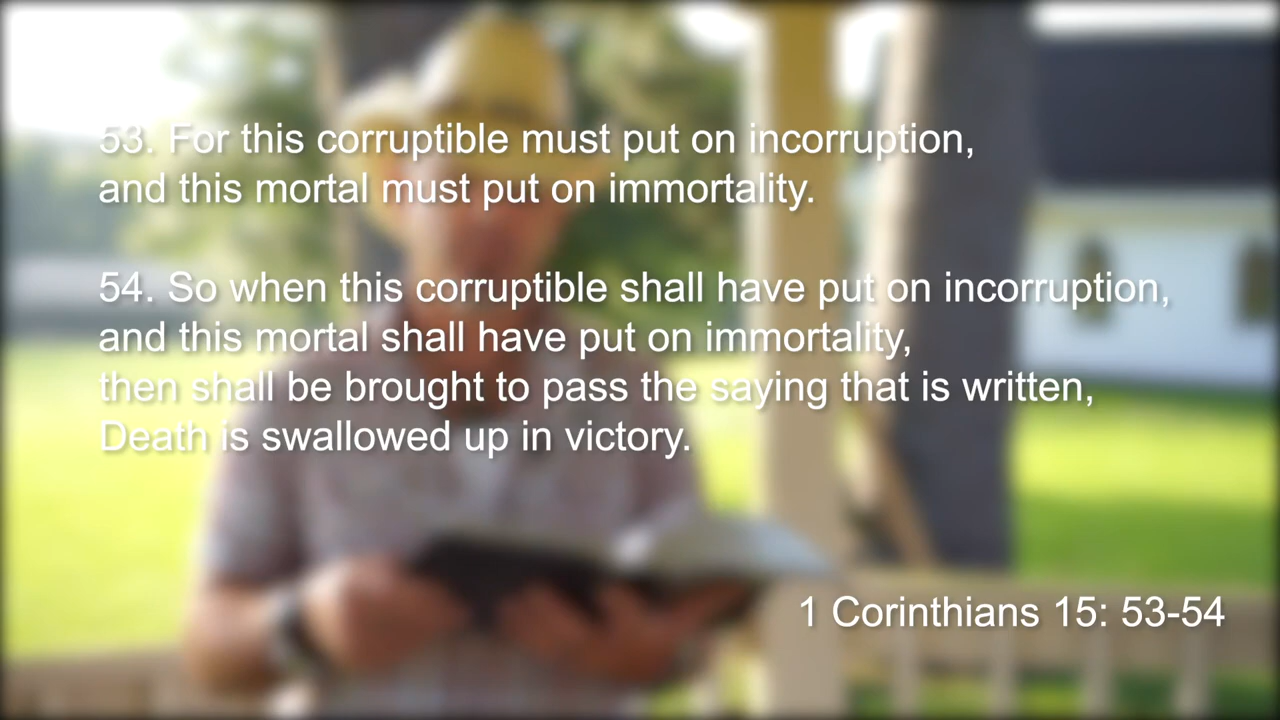 53. For this corruptible must put on incorruption,
and this mortal must put on immortality.
54. So when this corruptible shall have put on incorruption,
and this mortal shall have put on immortality,
then shall be brought to pass the saying that is written,
Death is swallowed up in victory.
1 Corinthians 15: 53-54